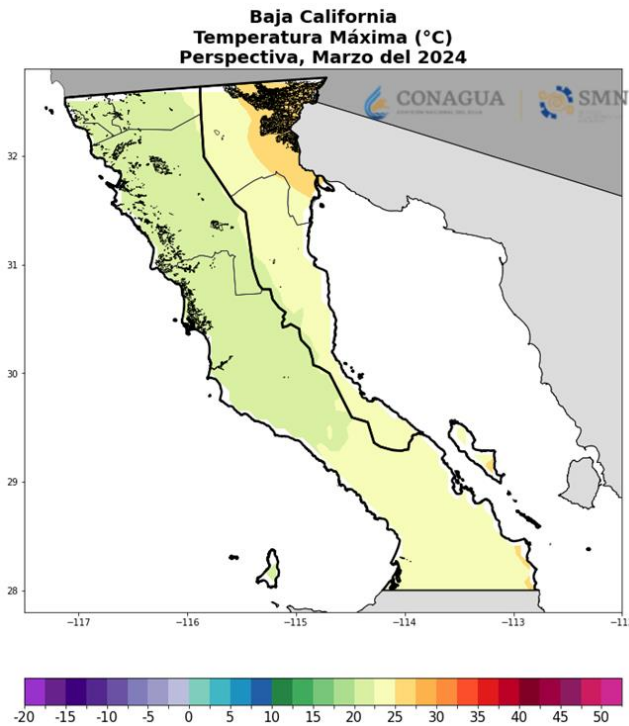 Baja California
Temperatura Máxima (°C)
Perspectiva, Marzo del 2024
CONAGUA
SMN
32
31
30
29
28
−117 −116 −115 −114 −113
-20 -15 -10 -5 0 5 10 15 20 25 30 35 40 45 50